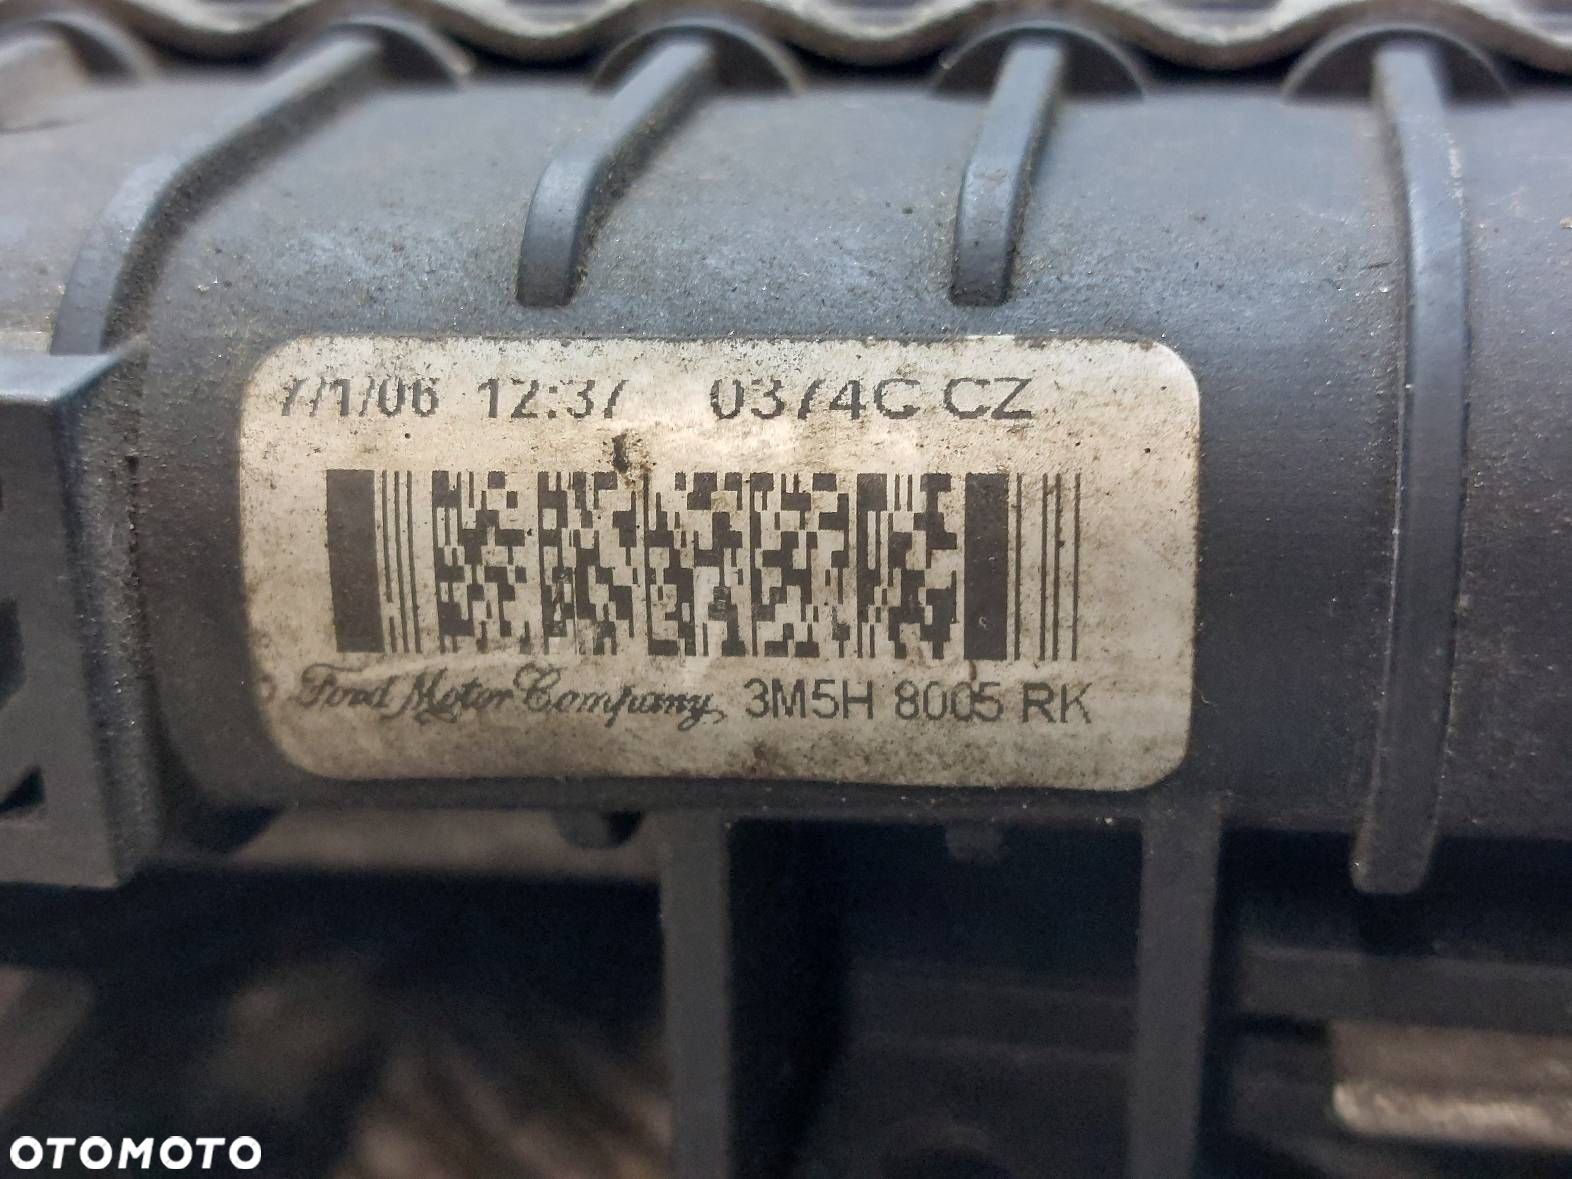 7/1/06 12:37 0374C CZ
Ford Motor Company, 3M5H 8005 RK
OTOMOTO